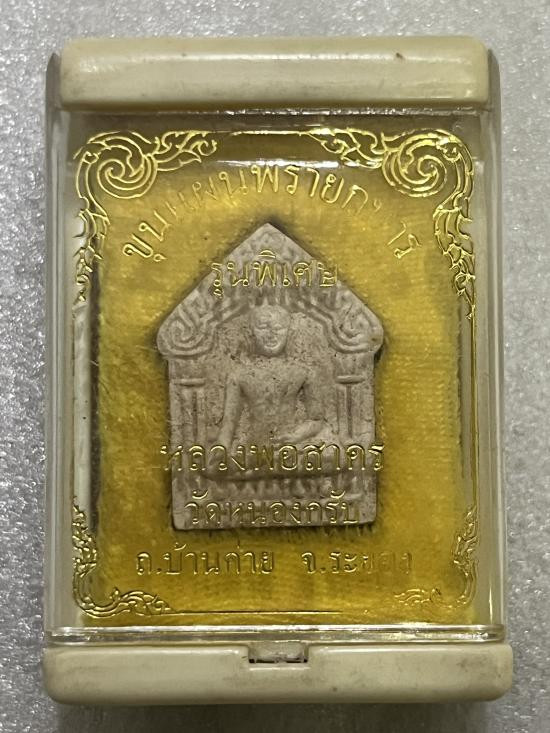 ขุนแผนพรายกุมาร
รุ่นพิเศษ
หลวงพ่อสาคร
วัดหนองกรับ
ถ.บ้านค่าย จ.ระยอง